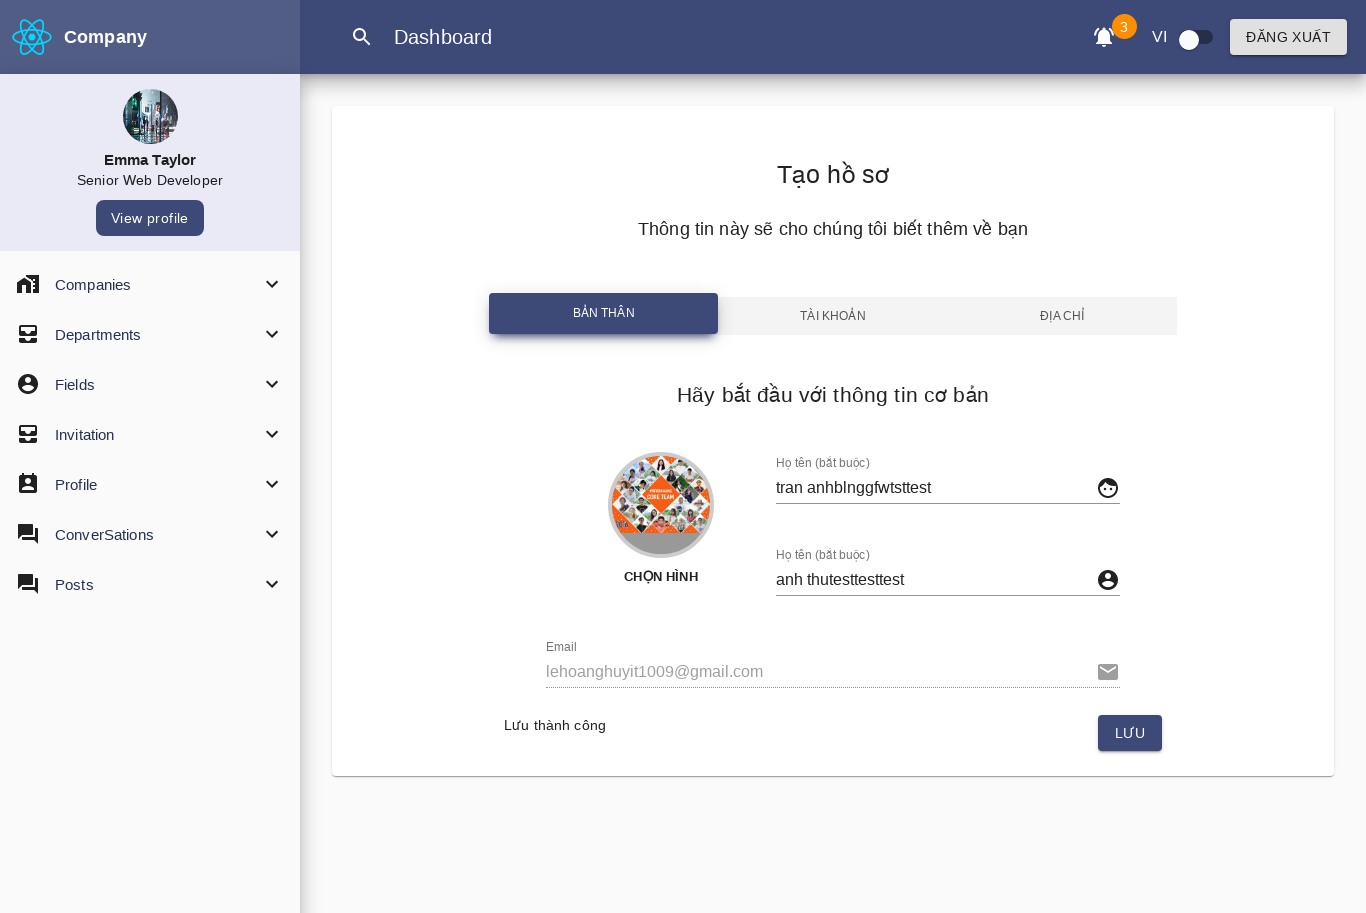 Company
Dashboard
3
VI
ĐĂNG XUẤT
Emma Taylor
Senior Web Developer
View profile
Companies
Departments
Fields
Invitation
Profile
ConverSations
Posts
Tạo hồ sơ
Thông tin này sẽ cho chúng tôi biết thêm về bạn
BẢN THÂN
TÀI KHOẢN
ĐỊA CHỈ
Hãy bắt đầu với thông tin cơ bản
CORE TEAM
CHỌN HÌNH
Họ tên (bắt buộc)
tran anhblnggfwtsttest
Họ tên (bắt buộc)
anh thutesttesttest
Email
lehoanghuyit1009@gmail.com
Lưu thành công
LƯU